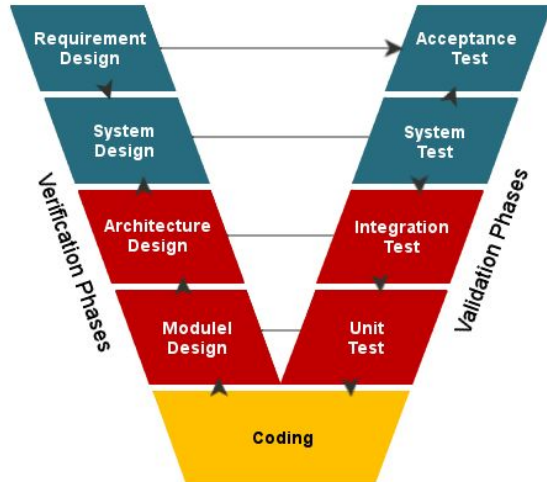 Requirement
Design
Acceptance
Test
System
Design
System
Test
Architecture
Design
Integration
Test
Modulel
Design
Unit
Test
Coding
Verification Phases
Validation Phases